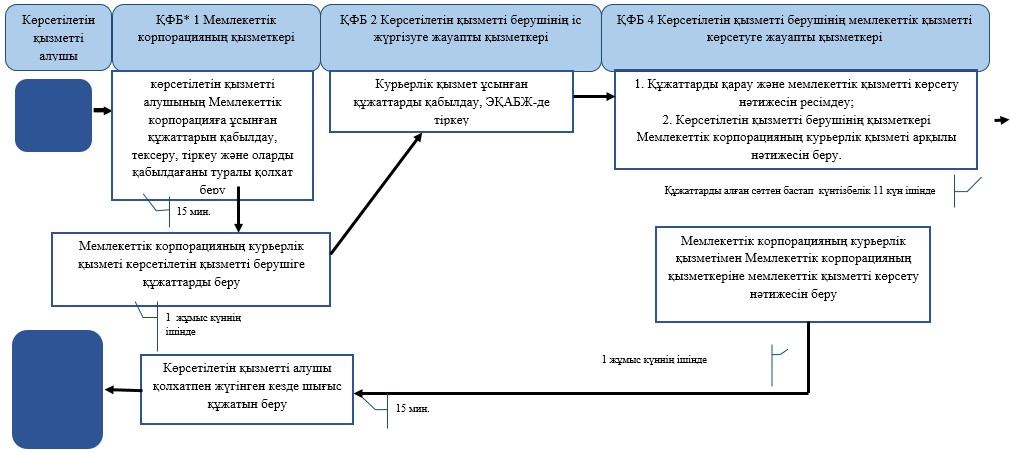 Көрсетілетін
қызметті
алушы
ҚФБ* 1 Мемлекеттік
корпорацияның қызметкері
ҚФБ 2 Көрсетілетін қызметті берушінің іс
жүргізуге жауапты қызметкері
ҚФБ 4 Көрсетілетін қызметті берушінің мемлекеттік қызметті
көрсетуге жауапты қызметкері
көрсетілетін қызметті
алушының Мемлекеттік
корпорацияға ұсынған
құжаттарын қабылдау,
тексеру, тіркеу және оларды
қабылдағаны туралы қолхат
беру
Курьерлік қызмет ұсынған
құжаттарды қабылдау, ЭҚАБЖ-де
тіркеу
1. Құжаттарды қарау және мемлекеттік қызметті көрсету
нәтижесін ресімдеу;
2. Көрсетілетін қызметті берушінің қызметкері
Мемлекеттік корпорацияның курьерлік қызметі арқылы
нәтижесін беру.
Құжаттарды алған сәттен бастап күнтізбелік 11 күн ішінде
15 мин.
Мемлекеттік корпорацияның курьерлік
қызметі көрсетілетін қызметті берушіге
құжаттарды беру
Мемлекеттік корпорацияның курьерлік
қызметімен Мемлекеттік корпорацияның
қызметкеріне мемлекеттік қызметті көрсету
нәтижесін беру
1 жұмыс күннің
ішінде
1 жұмыс күннің ішінде
Көрсетілетін қызметті алушы
қолхатпен жүгінген кезде шығыс
құжатын беру
15 мин.